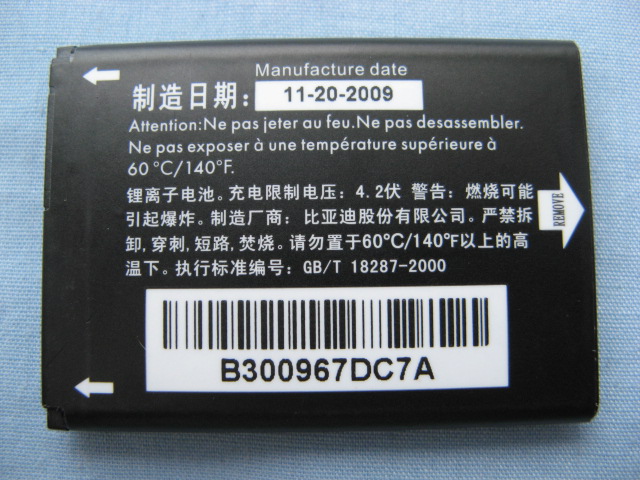 Manufacture date
制造日期: 11-20-2009
Attention:Ne pas jeter au feu.Ne pas desassembler.
Ne pas exposer à une température supérieure à
60 °C/140°F.
锂离子电池。充电限制电压：4.2伏 警告：燃烧可能
引起爆炸。制造厂商：比亚迪股份有限公司。严禁拆
卸,穿刺,短路,焚烧。请勿置于60℃/140℉以上的高
温下。执行标准编号：GB/T 18287-2000
REMOVE
B300967DC7A